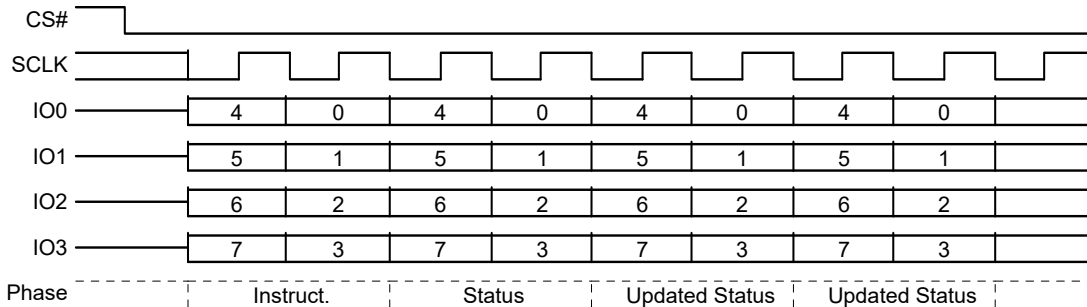 CS#
SCLK
IO0 4 0 4 0 4 0 4 0
IO1 5 1 5 1 5 1 5 1
IO2 6 2 6 2 6 2 6 2
IO3 7 3 7 3 7 3 7 3
Phase Instruct. Status Updated Status Updated Status